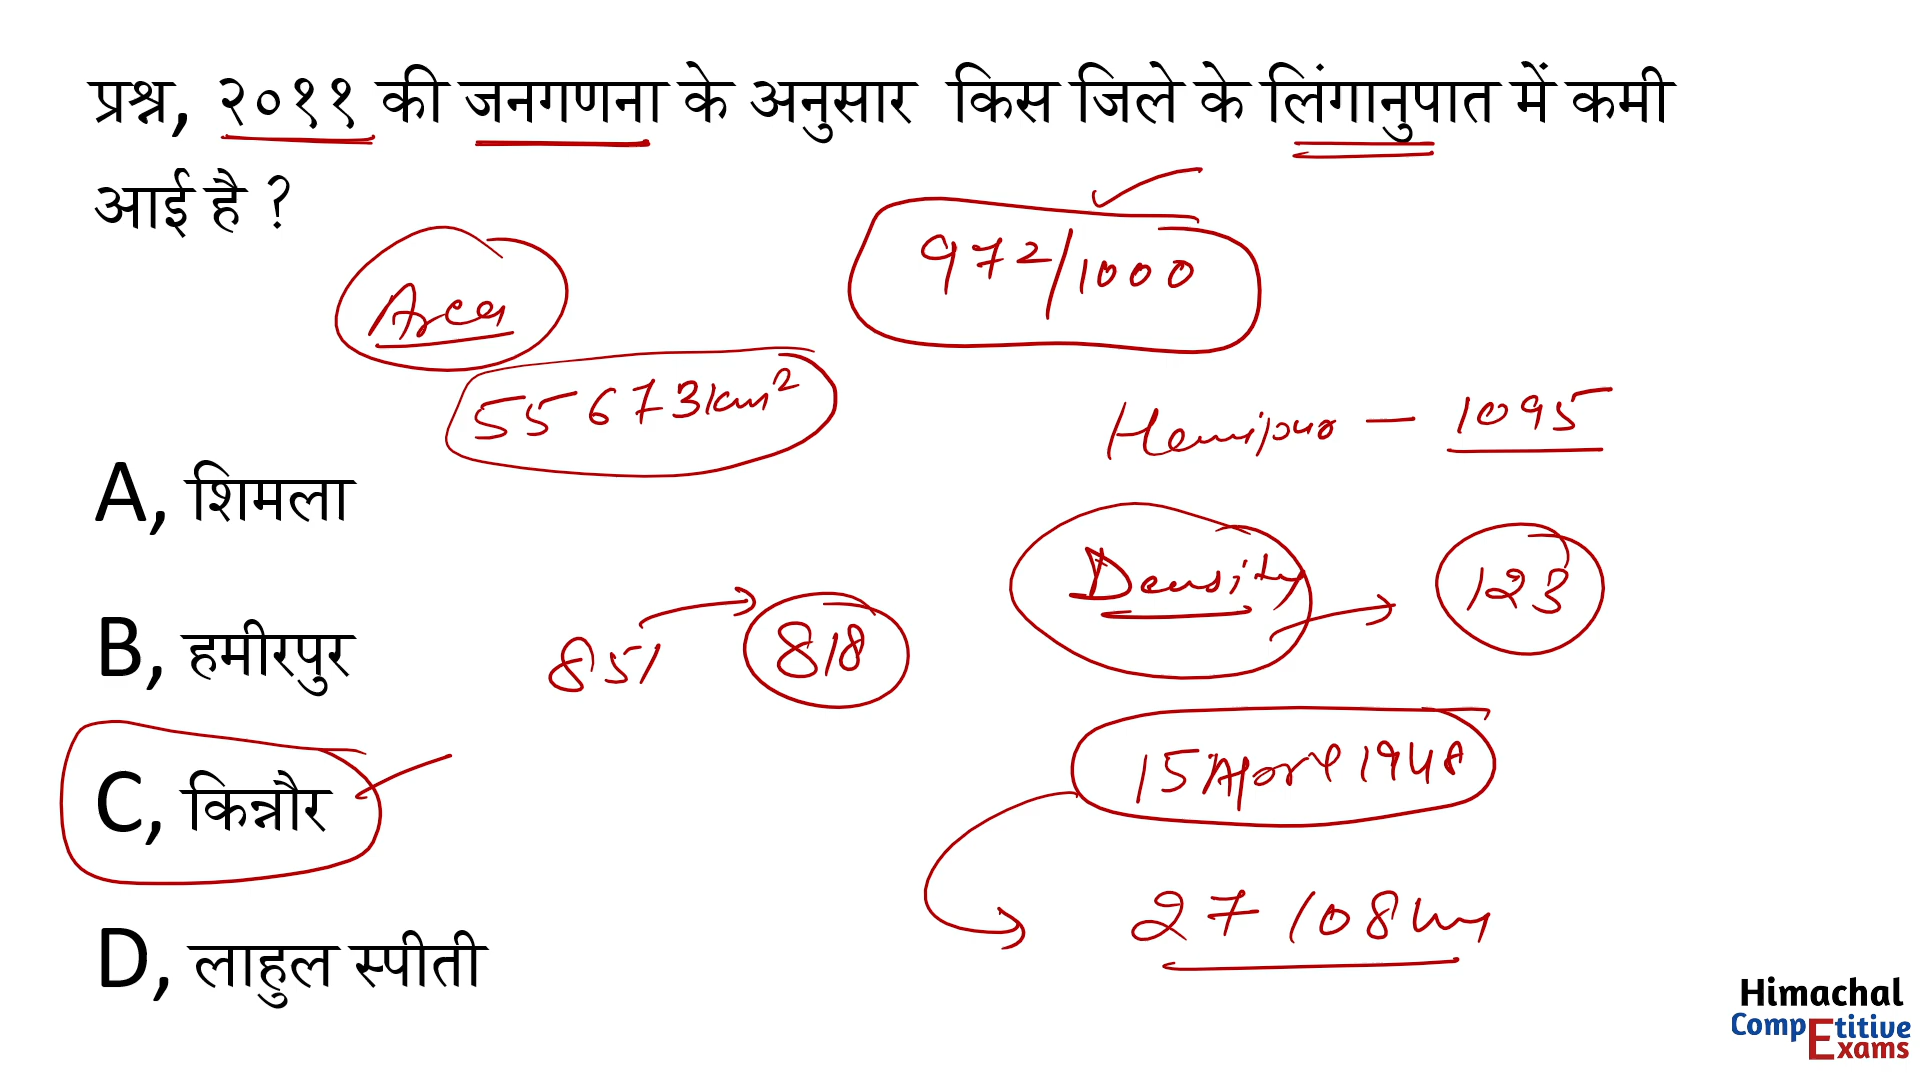 प्रश्न, २०११ की जनगणना के अनुसार किस जिले के लिंगानुपात में कमी
आई है ?
972/1000
Area
55673km²
Hamirpur – 1095
A, शिमला
Density → 123
B, हमीरपुर
851 → 818
15 April 1948
C, किन्नौर
27108
D, लाहुल स्पीती
Himachal
CompEtitive
Exams